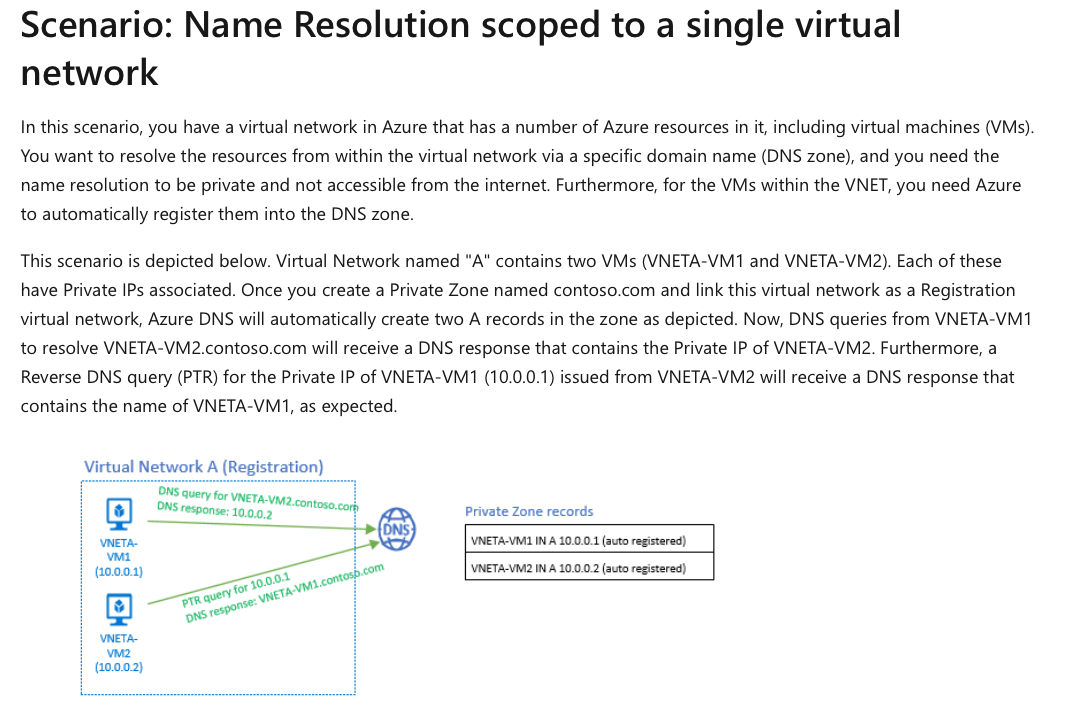 Scenario: Name Resolution scoped to a single virtual
network
In this scenario, you have a virtual network in Azure that has a number of Azure resources in it, including virtual machines (VMs).
You want to resolve the resources from within the virtual network via a specific domain name (DNS zone), and you need the
name resolution to be private and not accessible from the internet. Furthermore, for the VMs within the VNET, you need Azure
to automatically register them into the DNS zone.
This scenario is depicted below. Virtual Network named "A" contains two VMs (VNETA-VM1 and VNETA-VM2). Each of these
have Private IPs associated. Once you create a Private Zone named contoso.com and link this virtual network as a Registration
virtual network, Azure DNS will automatically create two A records in the zone as depicted. Now, DNS queries from VNETA-VM1
to resolve VNETA-VM2.contoso.com will receive a DNS response that contains the Private IP of VNETA-VM2. Furthermore, a
Reverse DNS query (PTR) for the Private IP of VNETA-VM1 (10.0.0.1) issued from VNETA-VM2 will receive a DNS response that
contains the name of VNETA-VM1, as expected.
Virtual Network A (Registration)
DNS query for VNETA-VM2.contoso.com
DNS response: 10.0.0.2
VNETA-
VM1
(10.0.0.1)
DNS
PTR query for 10.0.0.1
DNS response: VNETA-VM1.contoso.com
VNETA-
VM2
(10.0.0.2)
Private Zone records
VNETA-VM1 IN A 10.0.0.1 (auto registered)
VNETA-VM2 IN A 10.0.0.2 (auto registered)